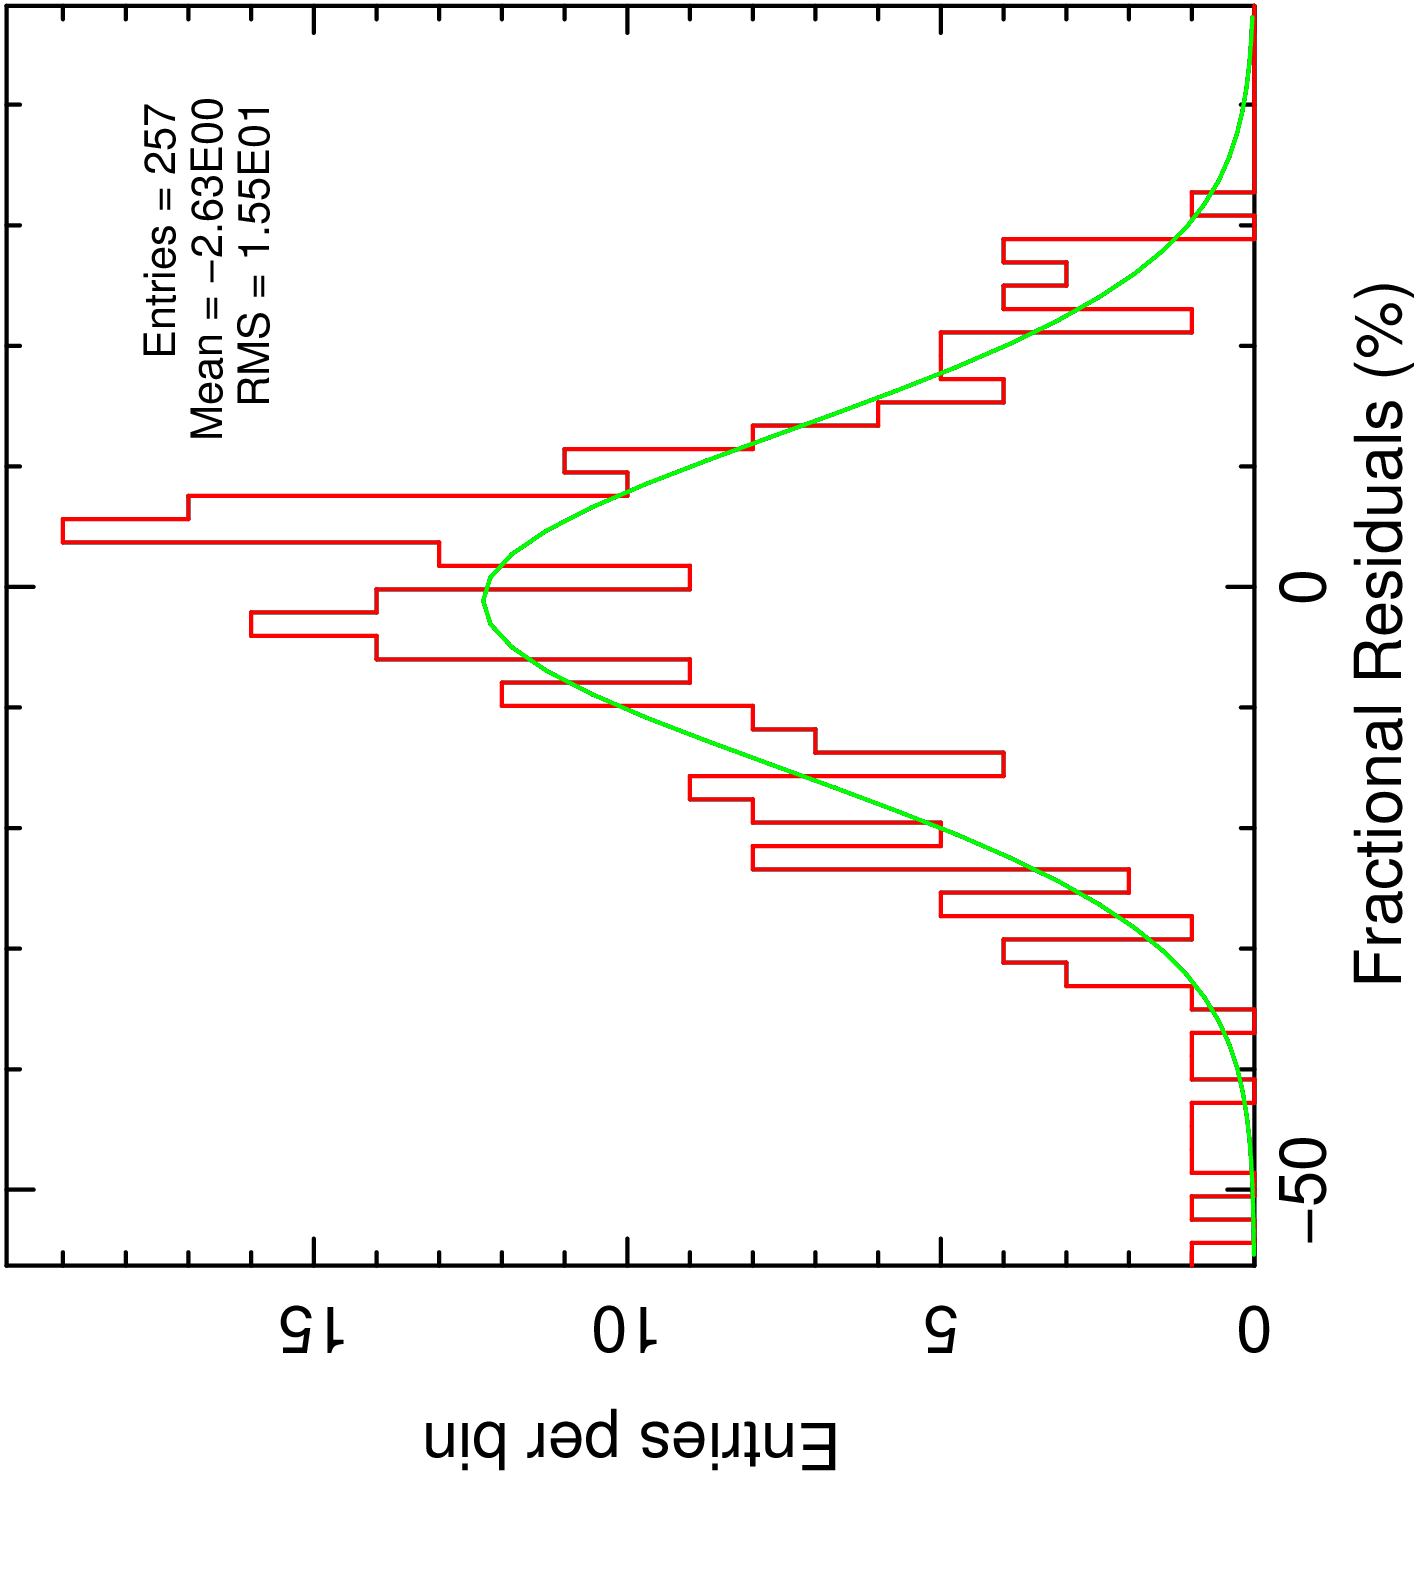 Entries = 257
Mean = −2.63E00
RMS = 1.55E01
15
10
5
0
Entries per bin
−50
0
Fractional Residuals (%)